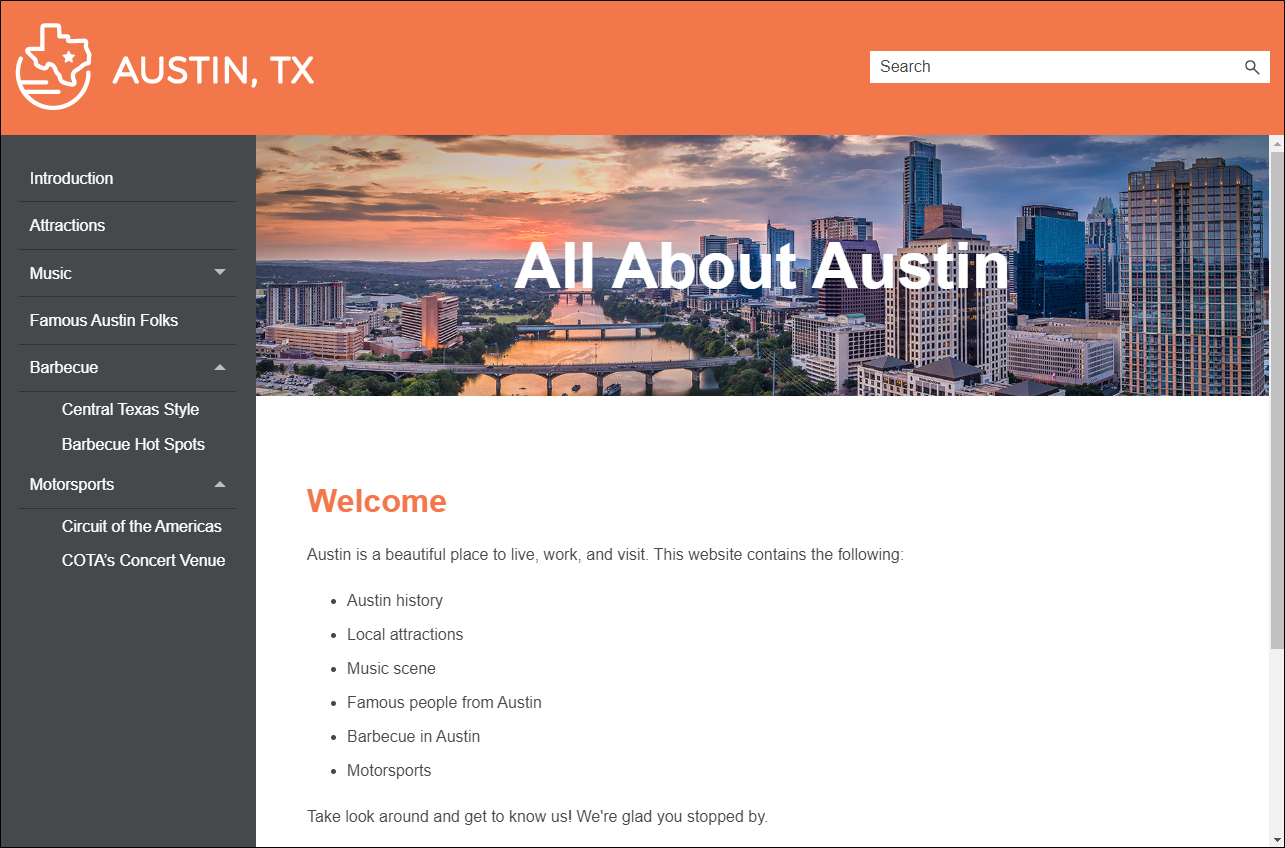 AUSTIN, TX
Search
Introduction
Attractions
Music
Famous Austin Folks
Barbecue
Central Texas Style
Barbecue Hot Spots
Motorsports
Circuit of the Americas
COTA’s Concert Venue
All About Austin
Welcome
Austin is a beautiful place to live, work, and visit. This website contains the following:
• Austin history
• Local attractions
• Music scene
• Famous people from Austin
• Barbecue in Austin
• Motorsports
Take look around and get to know us! We're glad you stopped by.